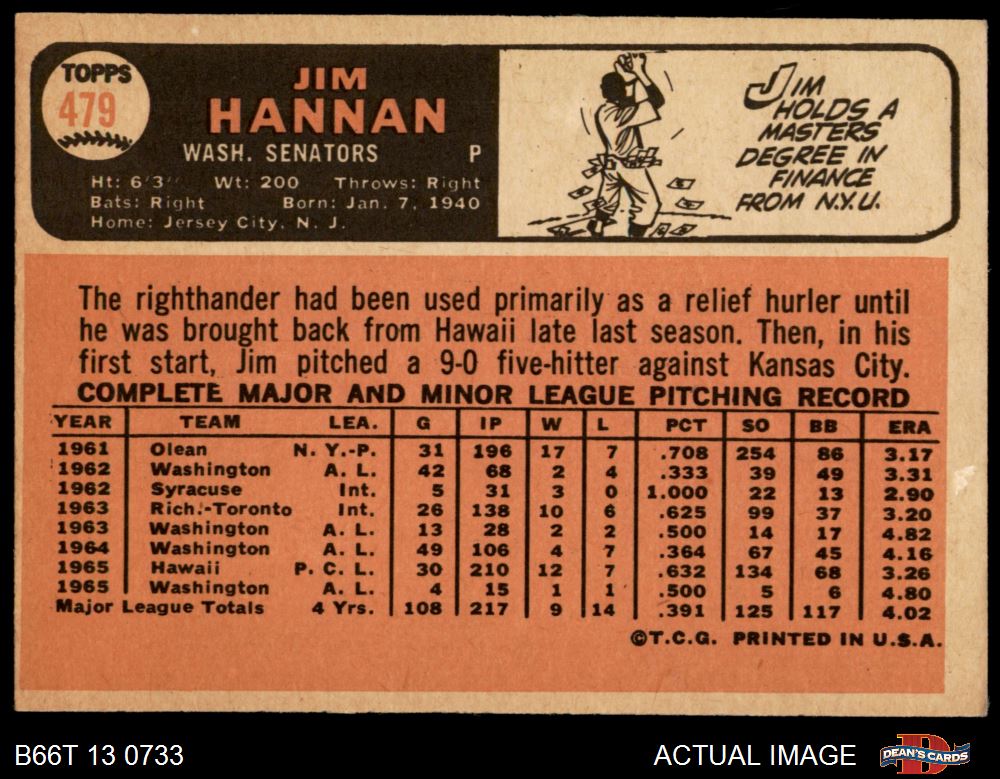 TOPPS
479
JIM
HANNAN
WASH. SENATORS P
Ht: 6'3" Wt: 200 Throws: Right
Bats: Right Born: Jan. 7, 1940
Home: Jersey City, N. J.
JIM
HOLDS A
MASTERS
DEGREE IN
FINANCE
FROM N.Y.U.
The righthander had been used primarily as a relief hurler until
he was brought back from Hawaii late last season. Then, in his
first start, Jim pitched a 9-0 five-hitter against Kansas City.
COMPLETE MAJOR AND MINOR LEAGUE PITCHING RECORD
YEAR TEAM LEA. G IP W L PCT SO BB ERA
1961 Olean N. Y.-P. 31 196 17 7 .708 254 86 3.17
1962 Washington A. L. 42 68 2 4 .333 39 49 3.31
1962 Syracuse Int. 5 31 3 0 1.000 22 13 2.90
1963 Rich.-Toronto Int. 26 138 10 6 .625 99 37 3.20
1963 Washington A. L. 13 28 2 2 .500 14 17 4.82
1964 Washington A. L. 49 106 4 7 .364 67 45 4.16
1965 Hawaii P. C. L. 30 210 12 7 .632 134 68 3.26
1965 Washington A. L. 4 15 1 1 .500 5 6 4.80
Major League Totals 4 Yrs. 108 217 9 14 .391 125 117 4.02
©T.C.G. PRINTED IN U.S.A.
B66T 13 0733 ACTUAL IMAGE DEAN'S CARDS